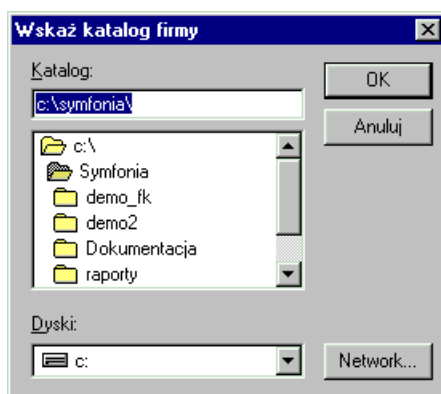 Wskaż katalog firmy
Katalog:
OK
c:\symfonia\
Anuluj
c:\
Symfonia
demo_fk
demo2
Dokumentacja
raporty
Dyski:
c:
Network...